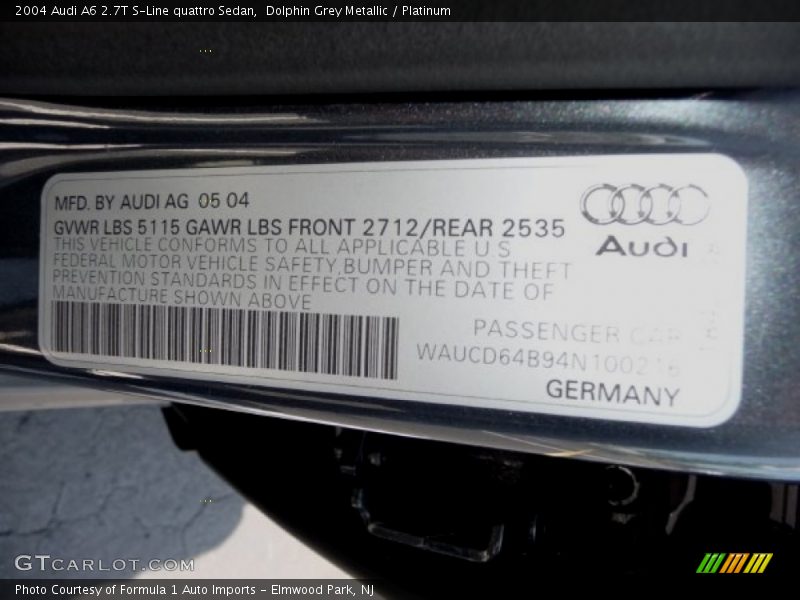 2004 Audi A6 2.7T S-Line quattro Sedan,  Dolphin Grey Metallic / Platinum
MFD. BY AUDI AG 05 04
GVWR LBS 5115 GAWR LBS FRONT 2712/REAR 2535
THIS VEHICLE CONFORMS TO ALL APPLICABLE U.S
FEDERAL MOTOR VEHICLE SAFETY,BUMPER AND THEFT
PREVENTION STANDARDS IN EFFECT ON THE DATE OF
MANUFACTURE SHOWN ABOVE
Audi
PASSENGER CAR
WAUCD64B94N100216
GERMANY
GTCARLOT.COM
Photo Courtesy of Formula 1 Auto Imports - Elmwood Park, NJ